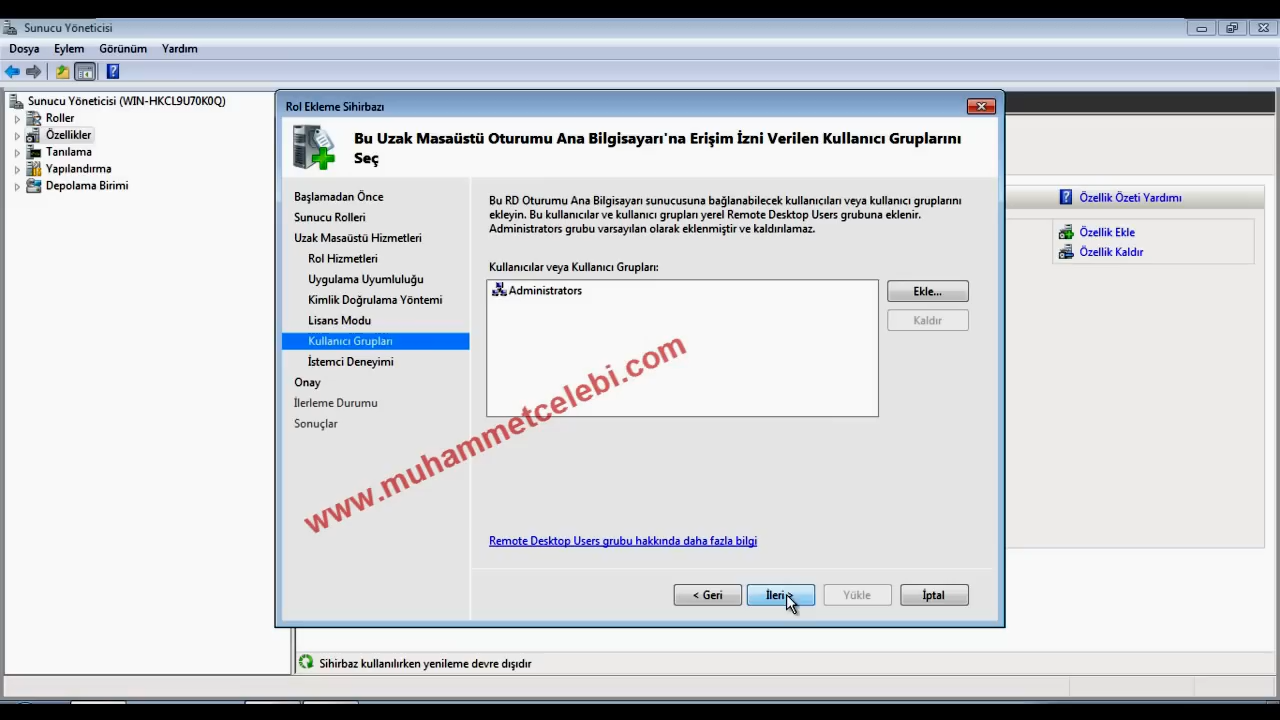 Sunucu Yöneticisi
Dosya Eylem Görünüm Yardım
Sunucu Yöneticisi (WIN-HKCL9U70K0Q)
Roller
Özellikler
Tanılama
Yapılandırma
Depolama Birimi
Rol Ekleme Sihirbazı
Bu Uzak Masaüstü Oturumu Ana Bilgisayarı'na Erişim İzni Verilen Kullanıcı Gruplarını
Seç
Başlamadan Önce
Sunucu Rolleri
Uzak Masaüstü Hizmetleri
Rol Hizmetleri
Uygulama Uyumluluğu
Kimlik Doğrulama Yöntemi
Lisans Modu
Kullanıcı Grupları
İstemci Deneyimi
Onay
İlerleme Durumu
Sonuçlar
Bu RD Oturumu Ana Bilgisayarı sunucusuna bağlanabilecek kullanıcıları veya kullanıcı gruplarını
ekleyin. Bu kullanıcılar ve kullanıcı grupları yerel Remote Desktop Users grubuna eklenir.
Administrators grubu varsayılan olarak eklenmiştir ve kaldırılamaz.
Kullanıcılar veya Kullanıcı Grupları:
Administrators
Ekle...
Kaldır
www.muhammetcelebi.com
Remote Desktop Users grubu hakkında daha fazla bilgi
< Geri
İleri >
Yükle
İptal
Özellik Özeti Yardımı
Özellik Ekle
Özellik Kaldır
Sihirbaz kullanılırken yenileme devre dışıdır